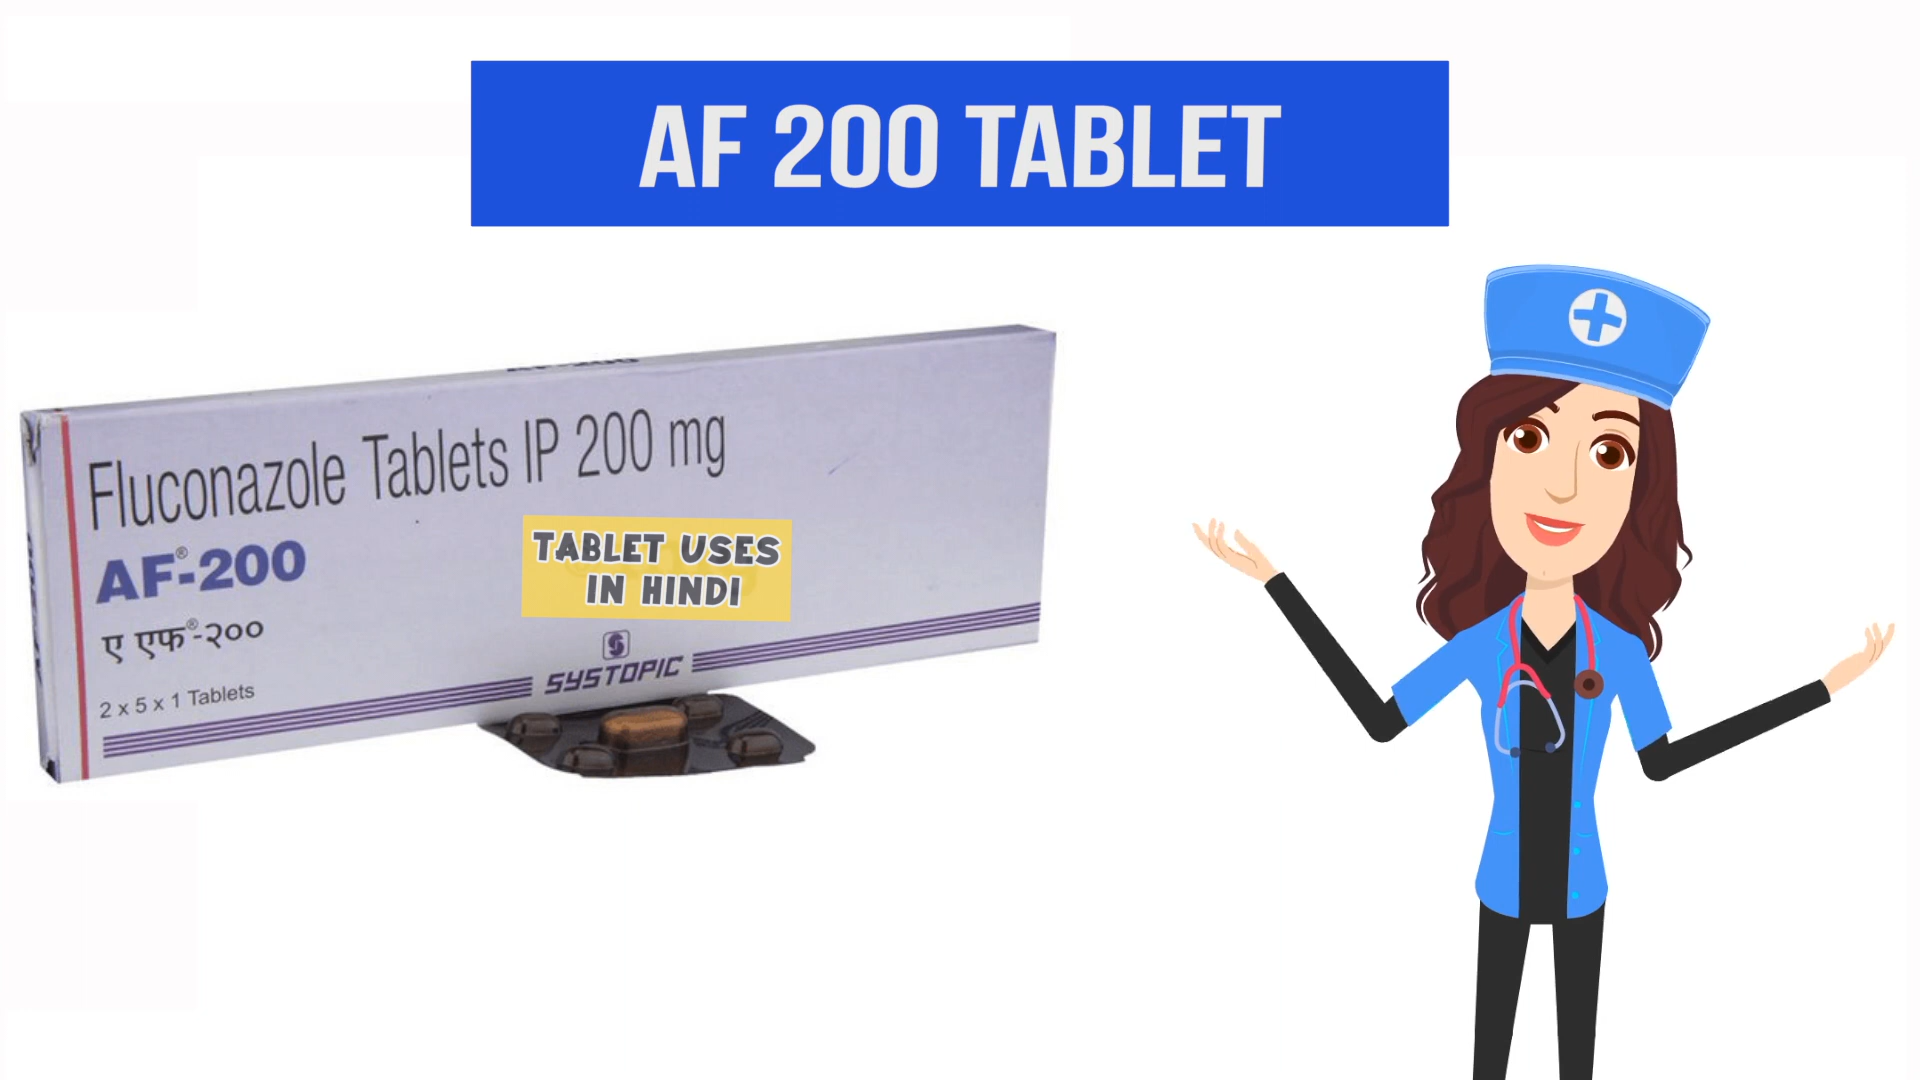 AF 200 TABLET
Fluconazole Tablets IP 200 mg
AF®-200
ए एफ®-२००
2 x 5 x 1 Tablets
TABLET USES
IN HINDI
SYSTOPIC